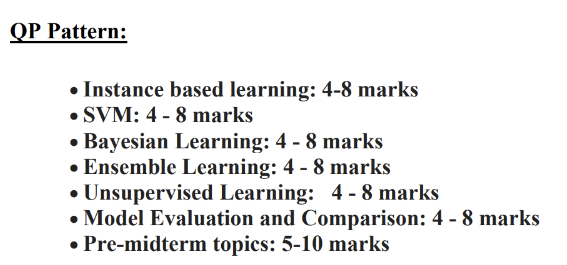 QP Pattern:
• Instance based learning: 4-8 marks
• SVM: 4 - 8 marks
• Bayesian Learning: 4 - 8 marks
• Ensemble Learning: 4 - 8 marks
• Unsupervised Learning: 4 - 8 marks
• Model Evaluation and Comparison: 4 - 8 marks
• Pre-midterm topics: 5-10 marks